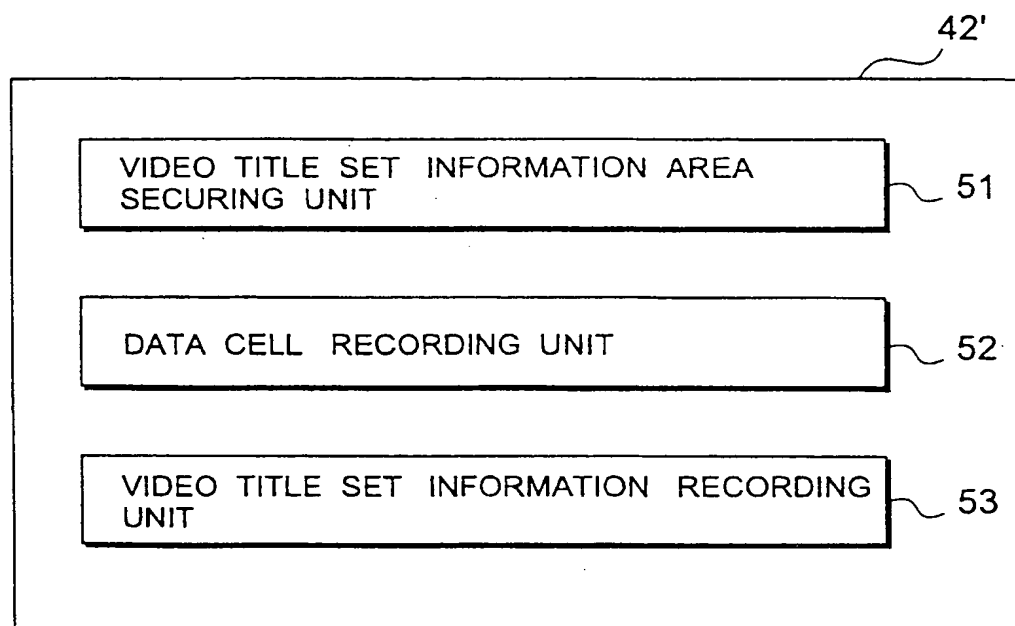 42'
VIDEO TITLE SET INFORMATION AREA
SECURING UNIT
51
DATA CELL RECORDING UNIT
52
VIDEO TITLE SET INFORMATION RECORDING
UNIT
53